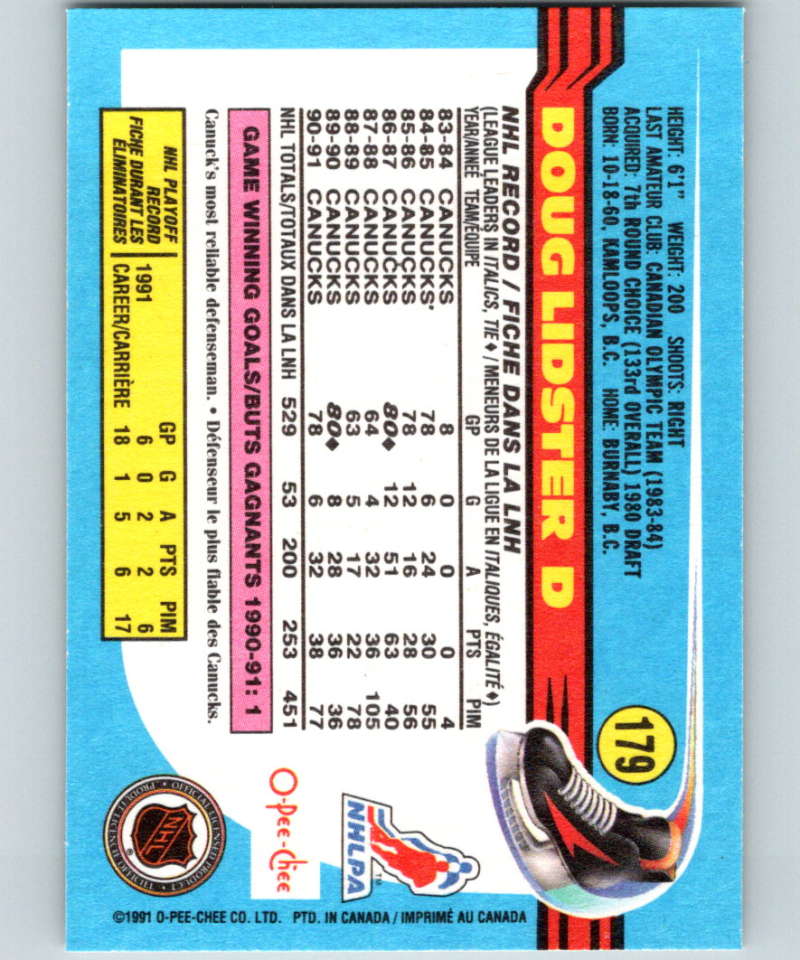 HEIGHT: 6'1" WEIGHT: 200 SHOOTS: RIGHT
LAST AMATEUR CLUB: CANADIAN OLYMPIC TEAM (1983-84)
ACQUIRED: 7th ROUND CHOICE (133rd OVERALL) 1980 DRAFT
BORN: 10-18-60, KAMLOOPS, B.C. HOME: BURNABY, B.C.
179
DOUG LIDSTER D
NHL RECORD / FICHE DANS LA LNH
(LEAGUE LEADERS IN ITALICS, TIE ♦ / MENEURS DE LA LIGUE EN ITALIQUES, ÉGALITÉ ♦)
YEAR/ANNÉE TEAM/ÉQUIPE GP G A PTS PIM
83-84 CANUCKS 8 0 0 0 4
84-85 CANUCKS 78 6 24 30 55
85-86 CANUCKS 78 12 16 28 56
86-87 CANUCKS 80♦ 12 51 63 40
87-88 CANUCKS 64 4 32 36 105
88-89 CANUCKS 63 5 17 22 78
89-90 CANUCKS 80♦ 8 28 36 36
90-91 CANUCKS 78 6 32 38 77
NHL TOTALS/TOTAUX DANS LA LNH 529 53 200 253 451
GAME WINNING GOALS/BUTS GAGNANTS 1990-91: 1
Canuck's most reliable defenseman. • Défenseur le plus fiable des Canucks.
NHL PLAYOFF
RECORD
FICHE DURANT LES
ÉLIMINATOIRES
GP G A PTS PIM
1991 6 0 2 2 6
CAREER/CARRIÈRE 18 1 5 6 17
NHLPA
TM
O-Pee-Chee
NHL
OFFICIAL LICENSED PRODUCT
®
©1991 O-PEE-CHEE CO. LTD. PTD. IN CANADA / IMPRIMÉ AU CANADA